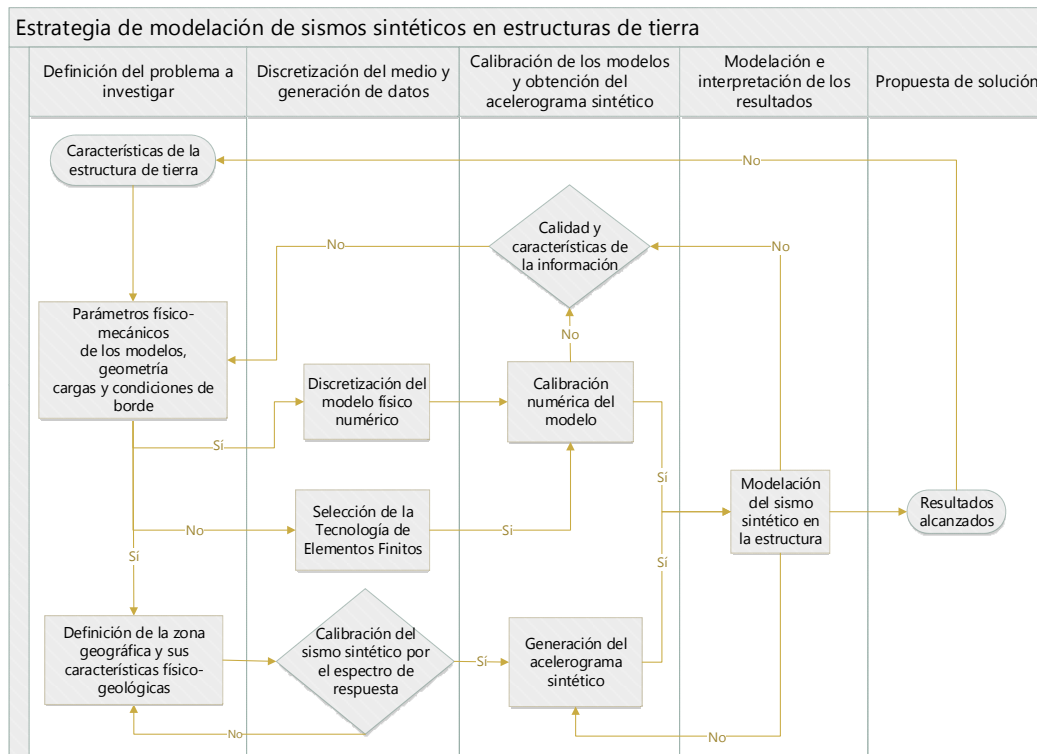 Estrategia de modelación de sismos sintéticos en estructuras de tierra
Definición del problema a
investigar
Discretización del medio y
generación de datos
Calibración de los modelos
y obtención del
acelerograma sintético
Modelación e
interpretación de los
resultados
Propuesta de solución
Características de la
estructura de tierra
No
Calidad y
características de
la información
No
No
Parámetros físico-
mecánicos
de los modelos,
geometría
cargas y condiciones de
borde
No
Discretización del
modelo físico
numérico
Calibración
numérica del
modelo
Sí
Sí
Modelación
del sismo
sintético en
la estructura
Resultados
alcanzados
Selección de la
Tecnología de
Elementos Finitos
No
Si
Sí
Sí
Definición de la zona
geográfica y sus
características físico-
geológicas
Calibración del
sismo sintético por
el espectro de
respuesta
Sí
Generación del
acelerograma
sintético
No
No